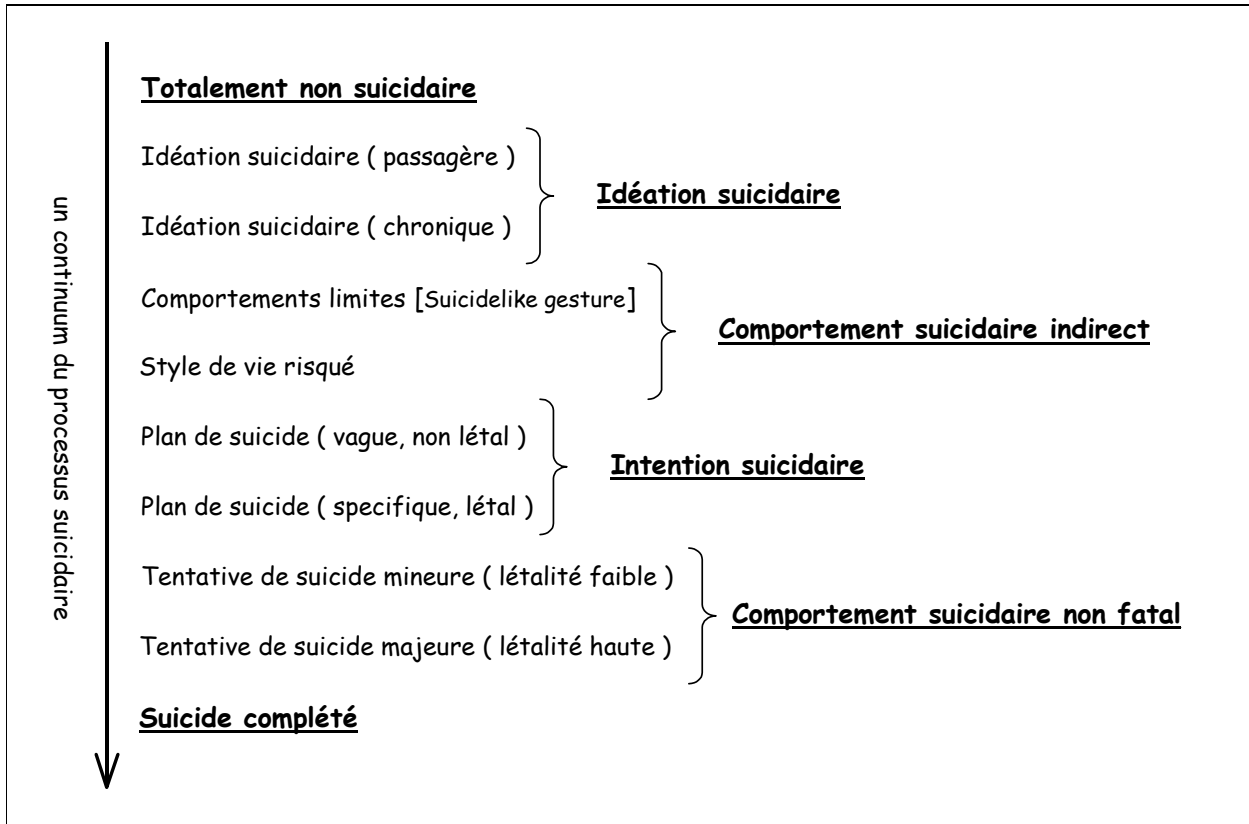 un continuum du processus suicidaire
Totalement non suicidaire
Idéation suicidaire ( passagère )
Idéation suicidaire ( chronique )
Idéation suicidaire
Comportements limites [Suicidelike gesture]
Style de vie risqué
Comportement suicidaire indirect
Plan de suicide ( vague, non létal )
Plan de suicide ( specifique, létal )
Intention suicidaire
Tentative de suicide mineure ( létalité faible )
Tentative de suicide majeure ( létalité haute )
Comportement suicidaire non fatal
Suicide complété